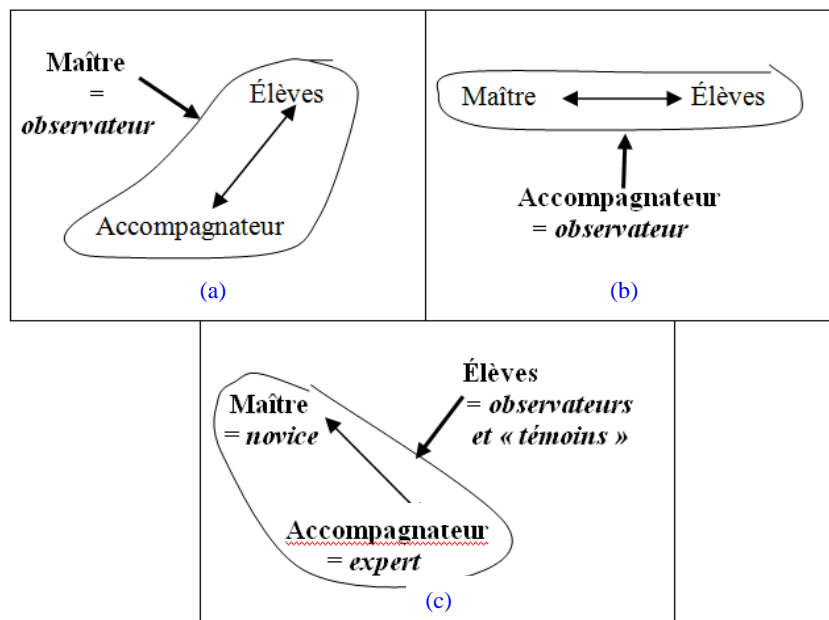 Maître
=
observateur
Élèves
Accompagnateur
(a)
Maître Élèves
Accompagnateur
= observateur
(b)
Maître
= novice
Élèves
= observateurs
et « témoins »
Accompagnateur
= expert
(c)